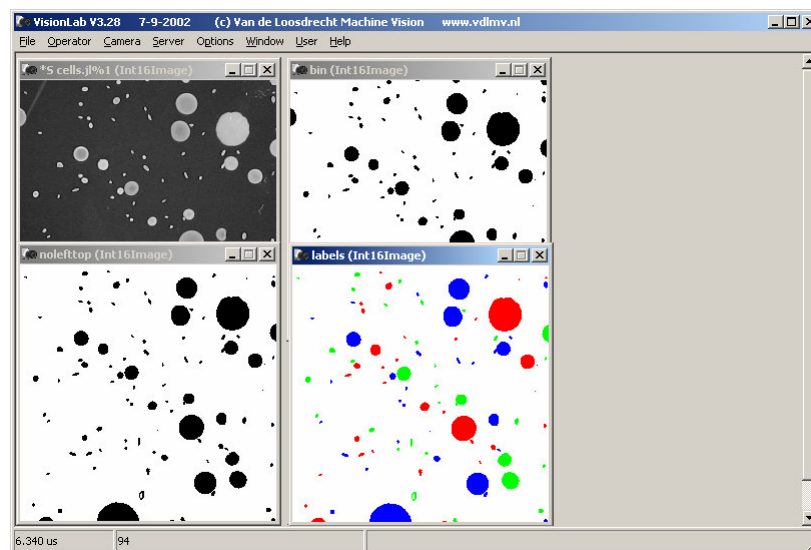 VisionLab V3.28 7-9-2002 (c) Van de Loosdrecht Machine Vision www.vdlmv.nl
File Operator Camera Server Options Window User Help
*S cells.jl%1 (Int16Image)
bin (Int16Image)
nolefttop (Int16Image)
labels (Int16Image)
6.340 us 94